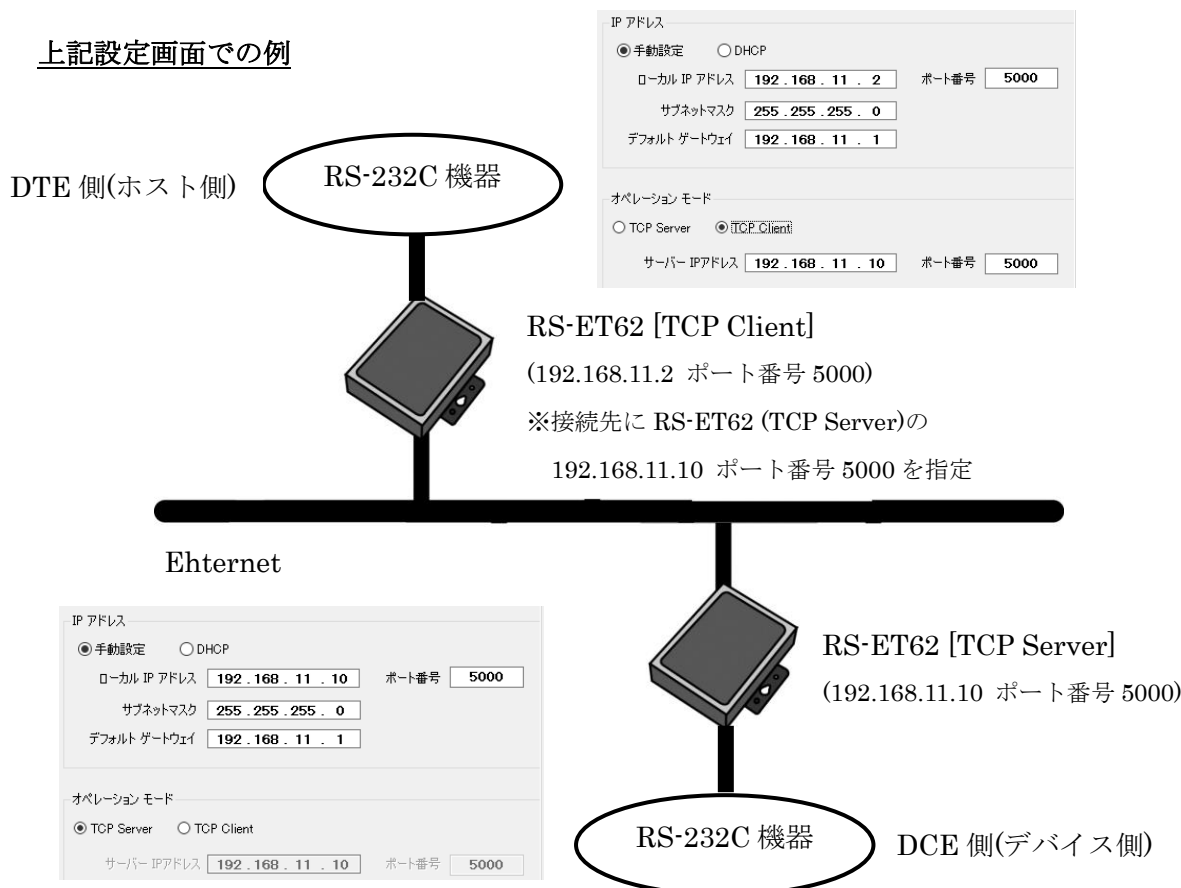 上記設定画面での例
IP アドレス
手動設定 DHCP
ローカル IP アドレス 192 . 168 . 11 . 2 ポート番号 5000
サブネットマスク 255 . 255 . 255 . 0
デフォルト ゲートウェイ 192 . 168 . 11 . 1
オペレーション モード
TCP Server TCP Client
サーバー IPアドレス 192 . 168 . 11 . 10 ポート番号 5000
DTE 側(ホスト側)
RS-232C 機器
RS-ET62 [TCP Client]
(192.168.11.2 ポート番号 5000)
※接続先に RS-ET62 (TCP Server)の
192.168.11.10 ポート番号 5000 を指定
Ehternet
IP アドレス
手動設定 DHCP
ローカル IP アドレス 192 . 168 . 11 . 10 ポート番号 5000
サブネットマスク 255 . 255 . 255 . 0
デフォルト ゲートウェイ 192 . 168 . 11 . 1
オペレーション モード
TCP Server TCP Client
サーバー IPアドレス 192 . 168 . 11 . 10 ポート番号 5000
RS-ET62 [TCP Server]
(192.168.11.10 ポート番号 5000)
RS-232C 機器
DCE 側(デバイス側)